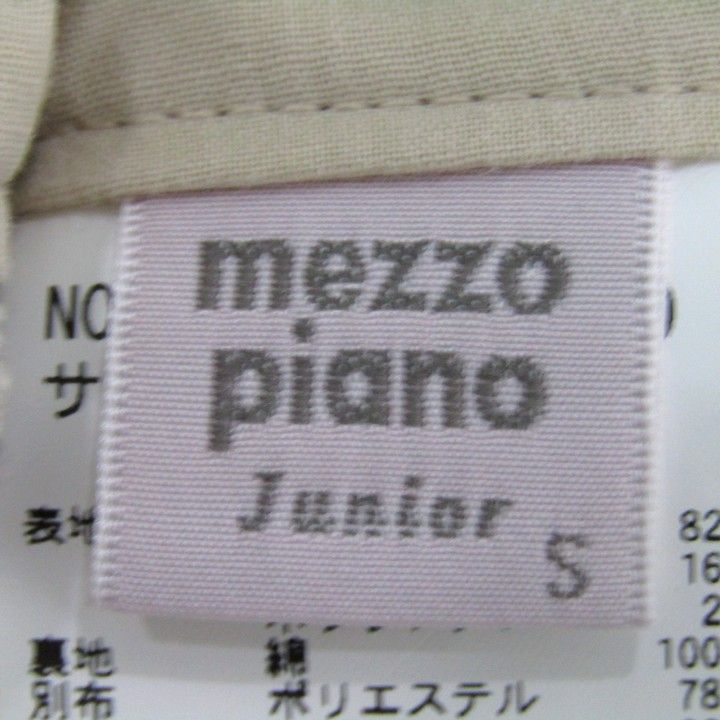 mezzo
piano
Junior
S
NO
サ
表地 82
16
2
裏地 綿 100
別布 ポリエステル 78